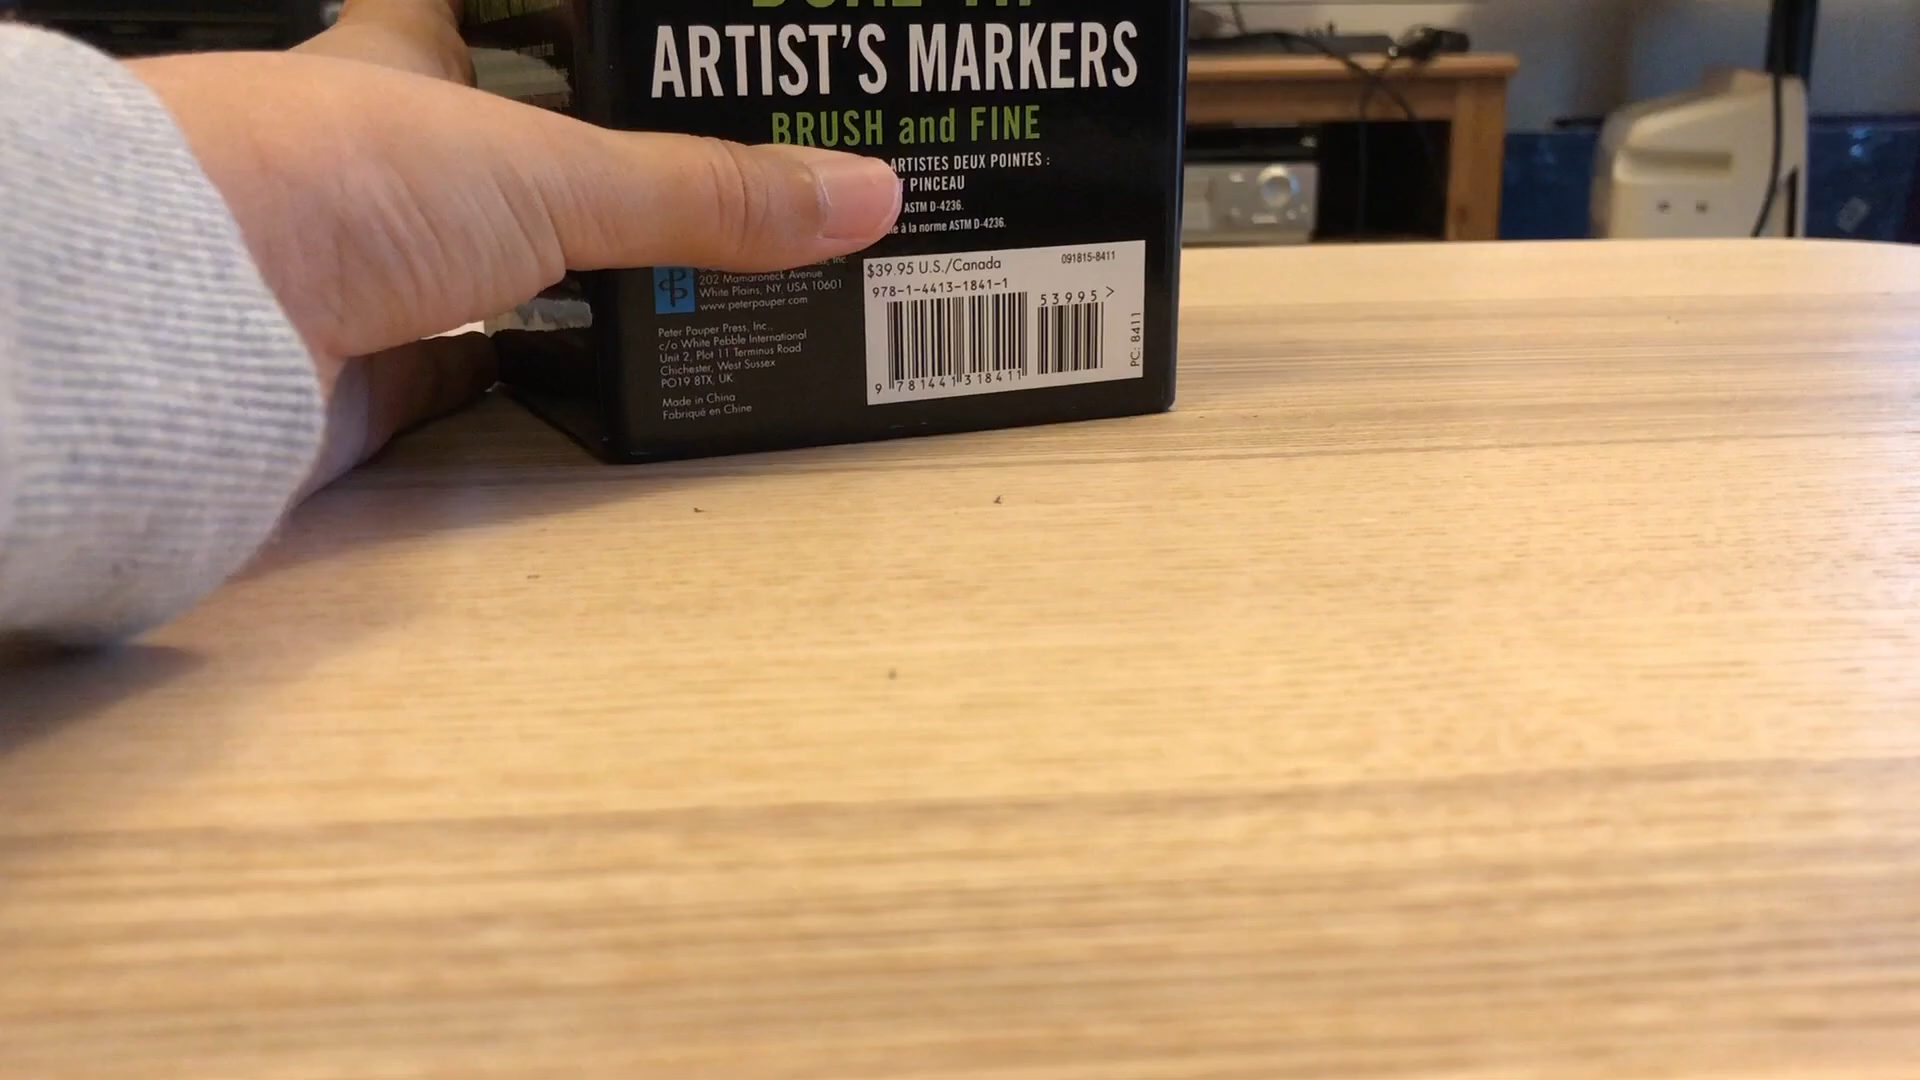 ARTIST'S MARKERS
BRUSH and FINE
ARTISTES DEUX POINTES :
PINCEAU
ASTM D-4236.
à la norme ASTM D-4236.
202 Mamaroneck Avenue
White Plains, NY, USA 10601
www.peterpauper.com
Peter Pauper Press, Inc.,
c/o White Pebble International
Unit 2, Plot 11 Terminus Road
Chichester, West Sussex
PO19 8TX, UK
Made in China
Fabriqué en Chine
$39.95 U.S./Canada
091815-8411
978-1-4413-1841-1
53995 >
9 781441 318411
PC: 8411